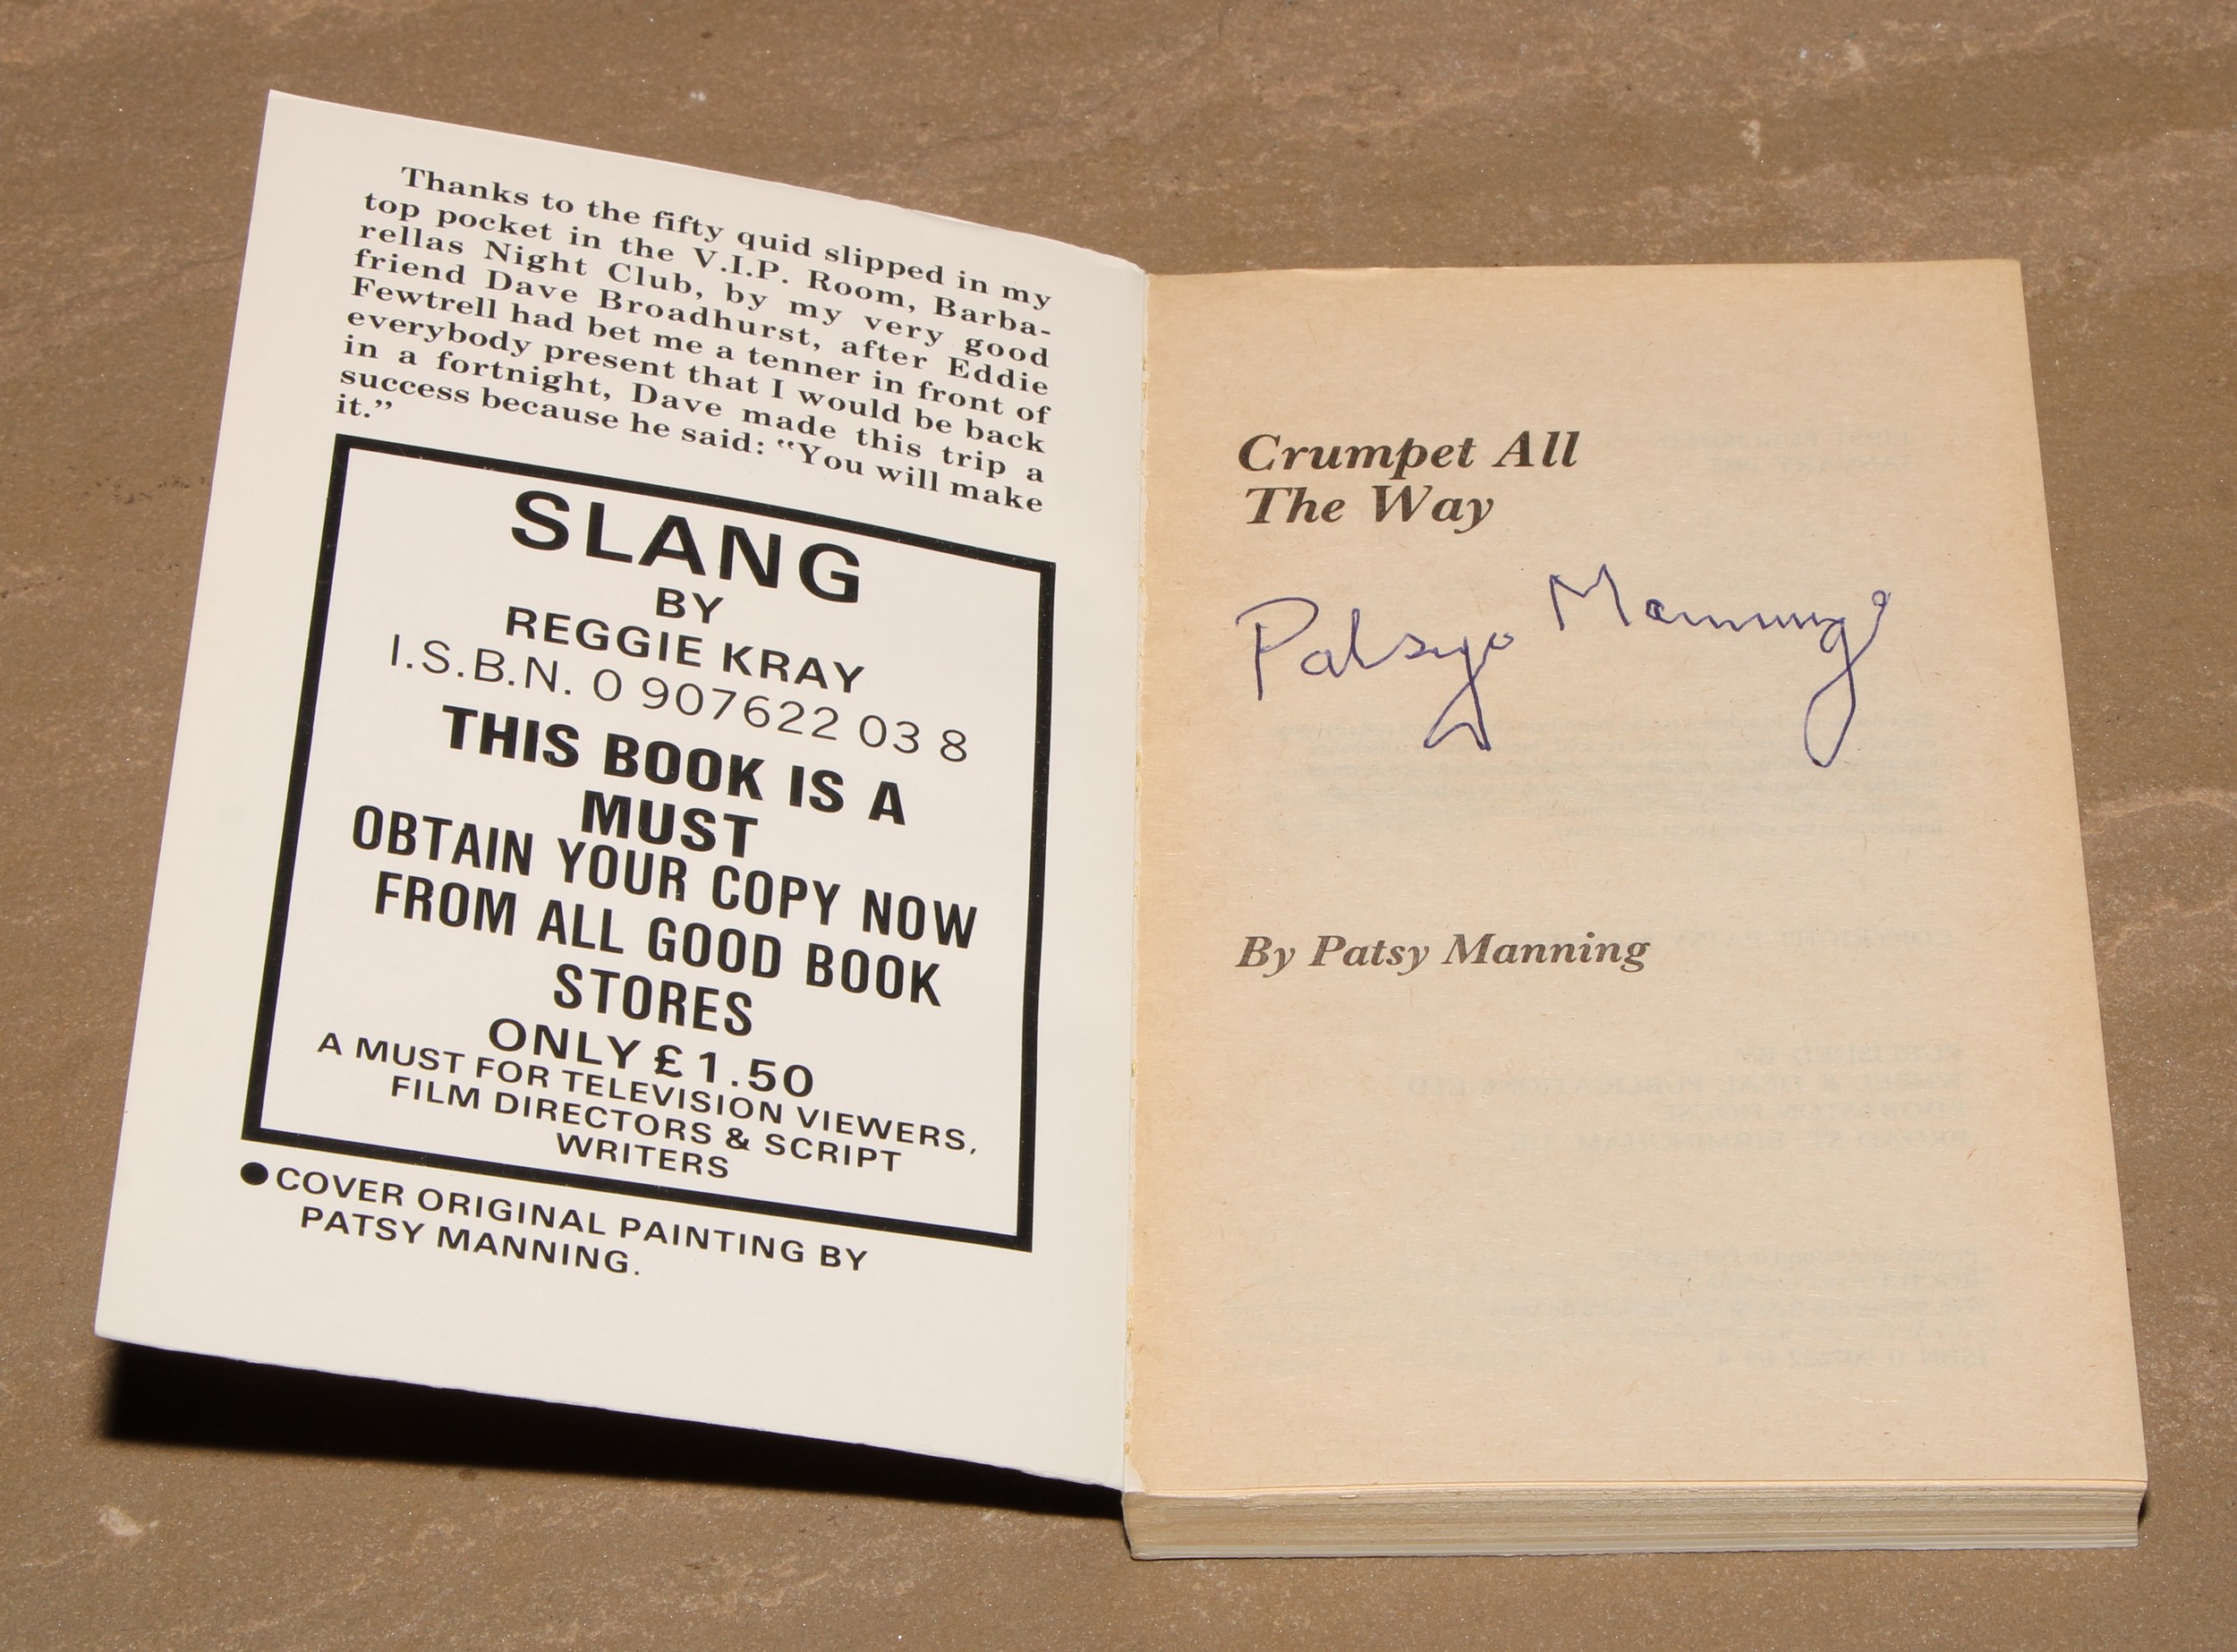 Thanks to the fifty quid slipped in my
top pocket in the V.I.P. Room, Barba-
rellas Night Club, by my very good
friend Dave Broadhurst, after Eddie
Fewtrell had bet me a tenner in front of
everybody present that I would be back
in a fortnight, Dave made this trip a
success because he said: “You will make
it.”
SLANG
BY
REGGIE KRAY
I.S.B.N. 0 907622 03 8
THIS BOOK IS A
MUST
OBTAIN YOUR COPY NOW
FROM ALL GOOD BOOK
STORES
ONLY £1.50
A MUST FOR TELEVISION VIEWERS,
FILM DIRECTORS & SCRIPT
WRITERS
●COVER ORIGINAL PAINTING BY
PATSY MANNING.
Crumpet All
The Way
Patsy Manning
By Patsy Manning